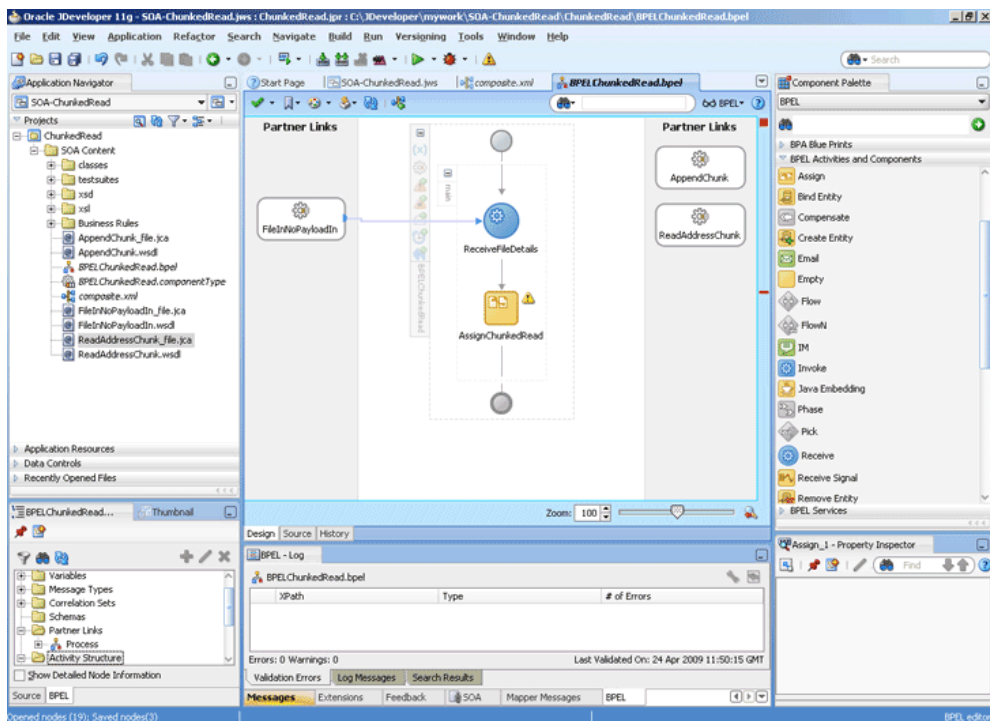 Oracle JDeveloper 11g - SOA-ChunkedRead.jws : ChunkedRead.jpr : C:\JDeveloper\mywork\SOA-ChunkedRead\ChunkedRead\BPELChunkedRead.bpel
File Edit View Application Refactor Search Navigate Build Run Versioning Tools Window Help
Search
Application Navigator
SOA-ChunkedRead
Projects
ChunkedRead
SOA Content
classes
testsuites
xsd
xsl
Business Rules
AppendChunk_file.jca
AppendChunk.wsdl
BPELChunkedRead.bpel
BPELChunkedRead.componentType
composite.xml
FileInNoPayloadIn_file.jca
FileInNoPayloadIn.wsdl
ReadAddressChunk_file.jca
ReadAddressChunk.wsdl
Application Resources
Data Controls
Recently Opened Files
BPELChunkedRead... Thumbnail
Variables
Message Types
Correlation Sets
Schemas
Partner Links
Process
Activity Structure
Show Detailed Node Information
Source BPEL
Start Page SOA-ChunkedRead.jws composite.xml BPELChunkedRead.bpel
BPEL
Partner Links
Partner Links
FileInNoPayloadIn
(x)
main
BPELChunkedRead
ReceiveFileDetails
AssignChunkedRead
AppendChunk
ReadAddressChunk
Zoom: 100
Design Source History
BPEL - Log
BPELChunkedRead.bpel
XPath Type # of Errors
Errors: 0 Warnings: 0 Last Validated On: 24 Apr 2009 11:50:15 GMT
Validation Errors Log Messages Search Results
Messages Extensions Feedback SOA Mapper Messages BPEL
Component Palette
BPEL
BPA Blue Prints
BPEL Activities and Components
Assign
Bind Entity
Compensate
Create Entity
Email
Empty
Flow
FlowN
IM
Invoke
Java Embedding
Phase
Pick
Receive
Receive Signal
Remove Entity
BPEL Services
Assign_1 - Property Inspector
Find
Opened nodes (19); Saved nodes(3)
BPEL editor